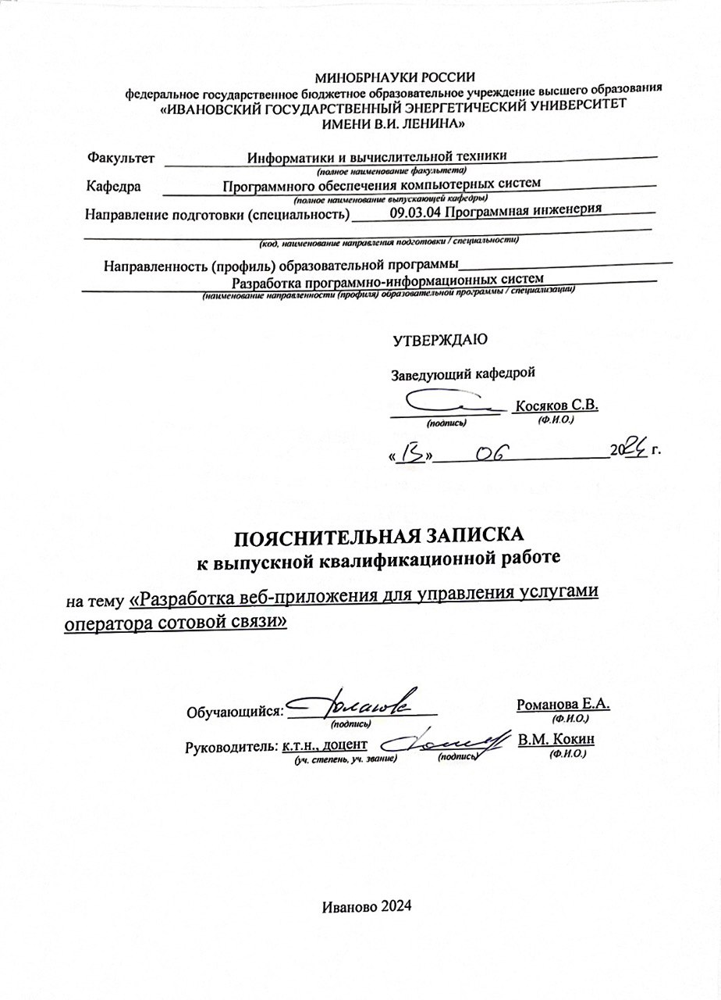 МИНОБРНАУКИ РОССИИ
федеральное государственное бюджетное образовательное учреждение высшего образования
«ИВАНОВСКИЙ ГОСУДАРСТВЕННЫЙ ЭНЕРГЕТИЧЕСКИЙ УНИВЕРСИТЕТ
ИМЕНИ В.И. ЛЕНИНА»
Факультет Информатики и вычислительной техники
(полное наименование факультета)
Кафедра Программного обеспечения компьютерных систем
(полное наименование выпускающей кафедры)
Направление подготовки (специальность) 09.03.04 Программная инженерия
(код, наименование направления подготовки / специальности)
Направленность (профиль) образовательной программы
Разработка программно-информационных систем
(наименование направленности (профиля) образовательной программы / специализации)
УТВЕРЖДАЮ
Заведующий кафедрой
Косяков С.В.
(подпись) (Ф.И.О.)
«13» 06 2024 г.
ПОЯСНИТЕЛЬНАЯ ЗАПИСКА
к выпускной квалификационной работе
на тему «Разработка веб-приложения для управления услугами
оператора сотовой связи»
Обучающийся: Романова Е.А.
(подпись) (Ф.И.О.)
Руководитель: к.т.н., доцент В.М. Кокин
(уч. степень, уч. звание) (подпись) (Ф.И.О.)
Иваново 2024